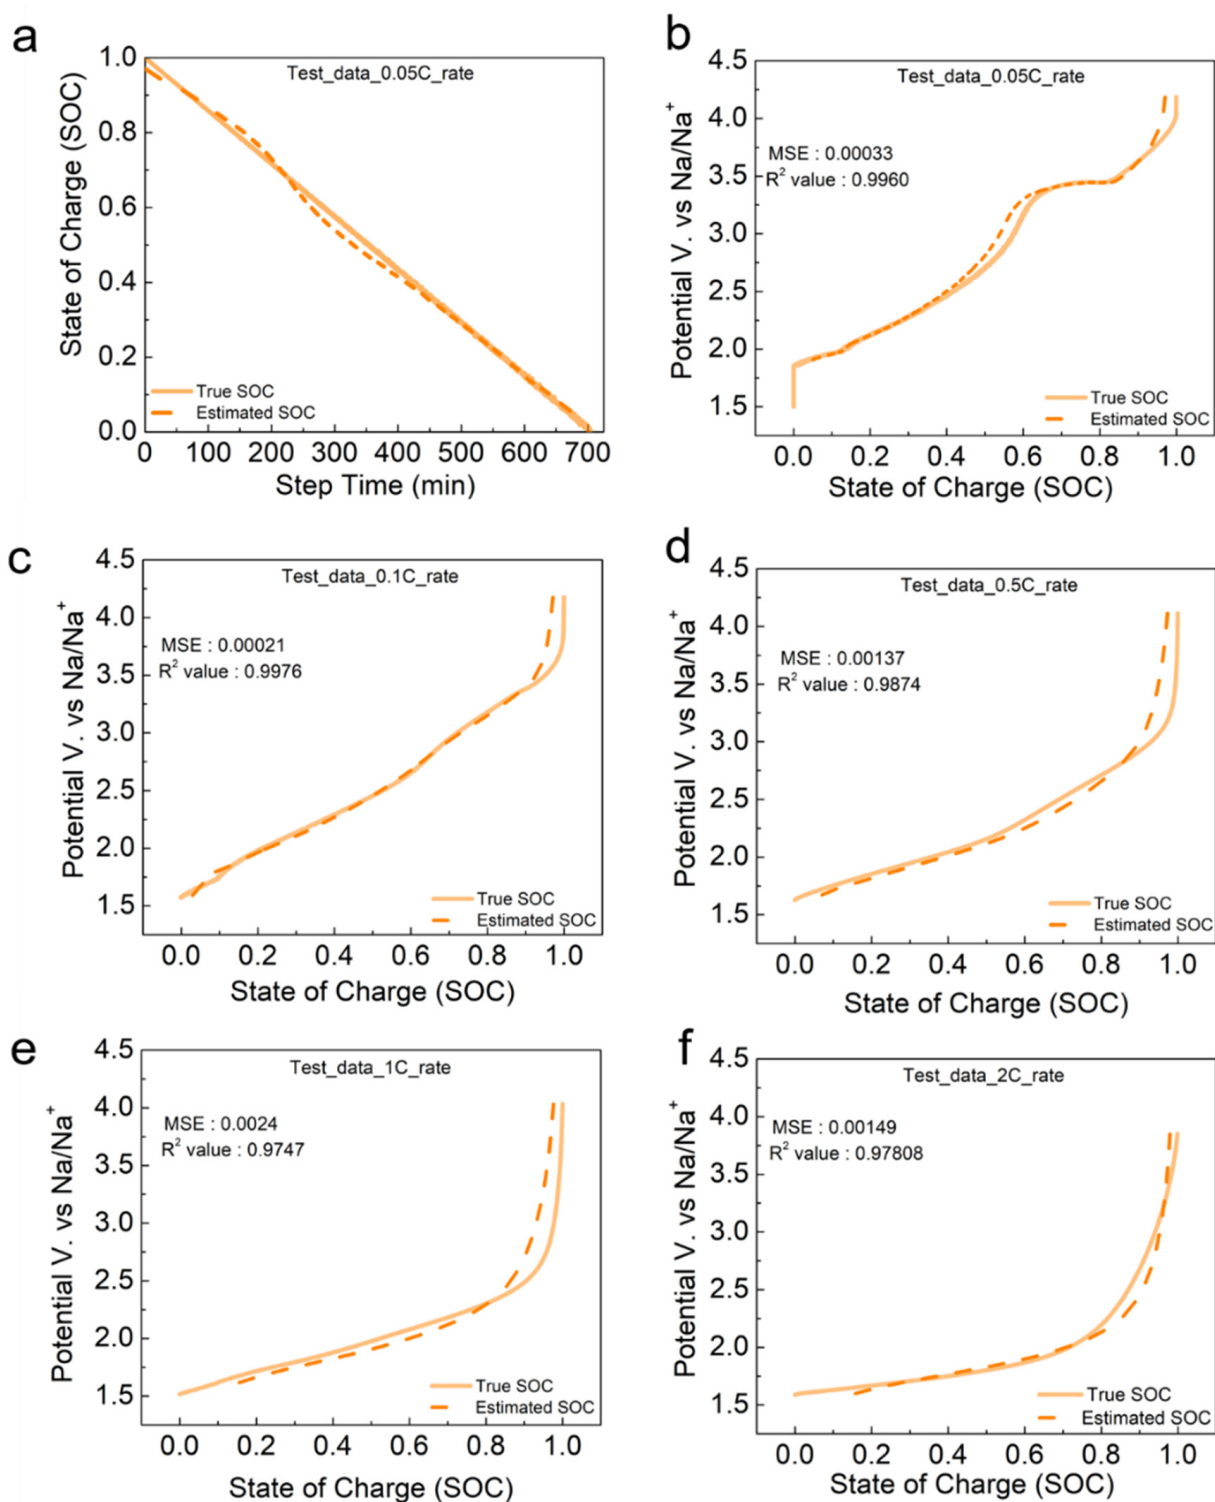 a
State of Charge (SOC)
1.0
0.8
0.6
0.4
0.2
0.0
Test_data_0.05C_rate
True SOC
Estimated SOC
0 100 200 300 400 500 600 700
Step Time (min)
b
Potential V. vs Na/Na⁺
4.5
4.0
3.5
3.0
2.5
2.0
1.5
Test_data_0.05C_rate
MSE : 0.00033
R² value : 0.9960
True SOC
Estimated SOC
0.0 0.2 0.4 0.6 0.8 1.0
State of Charge (SOC)
c
Potential V. vs Na/Na⁺
4.5
4.0
3.5
3.0
2.5
2.0
1.5
Test_data_0.1C_rate
MSE : 0.00021
R² value : 0.9976
True SOC
Estimated SOC
0.0 0.2 0.4 0.6 0.8 1.0
State of Charge (SOC)
d
Potential V. vs Na/Na⁺
4.5
4.0
3.5
3.0
2.5
2.0
1.5
Test_data_0.5C_rate
MSE : 0.00137
R² value : 0.9874
True SOC
Estimated SOC
0.0 0.2 0.4 0.6 0.8 1.0
State of Charge (SOC)
e
Potential V. vs Na/Na⁺
4.5
4.0
3.5
3.0
2.5
2.0
1.5
Test_data_1C_rate
MSE : 0.0024
R² value : 0.9747
True SOC
Estimated SOC
0.0 0.2 0.4 0.6 0.8 1.0
State of Charge (SOC)
f
Potential V. vs Na/Na⁺
4.5
4.0
3.5
3.0
2.5
2.0
1.5
Test_data_2C_rate
MSE : 0.00149
R² value : 0.97808
True SOC
Estimated SOC
0.0 0.2 0.4 0.6 0.8 1.0
State of Charge (SOC)